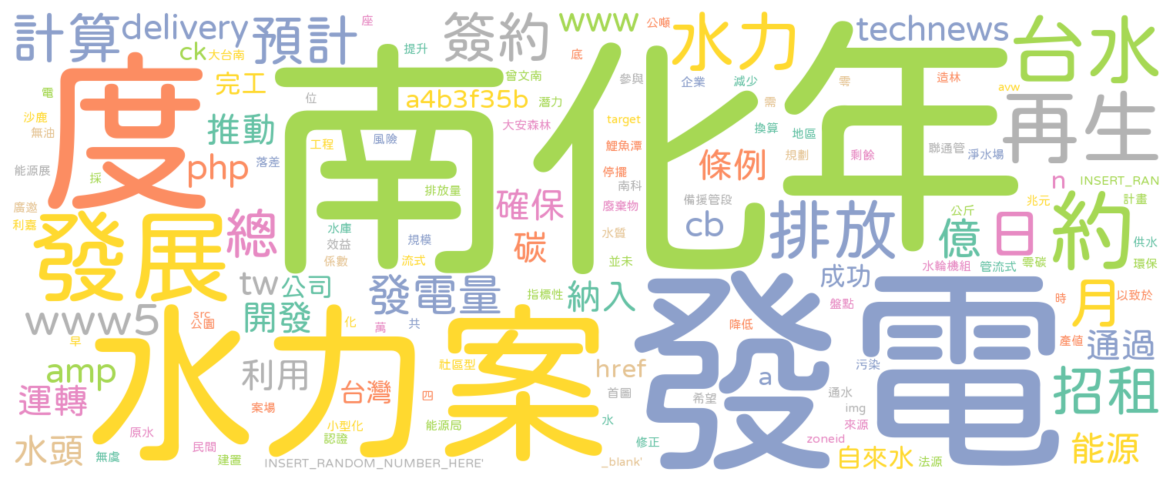 計算
delivery
ck
大台南
預計
提升
座
簽約
www
公噸
水力
technews
台水
度
電
沙鹿
無油
完工
位
a4b3f35b
曾文南
潛力
參與
企業
減少
需
零
造林
avw
再生
推動
php
落差
能源展
採
南化年
工程
風險
排放量
大安森林
target
鯉魚潭
停擺
南科
條例
換算
地區
規劃
剩餘
聯通管
淨水場
n
INSERT_RAN
計畫
兆元
廣邀
利嘉
發展
總
水庫
效益
係數
規模
流式
確保
碳
廢棄物
水質
並未
備援管段
cb
排放
公斤
億
日
約
供水
環保
水輪機組
管流式
零碳
tw
公司
發電量
指標性
納入
成功
盤點
www5
src
公園
開發
化
萬
共
早
水力案
降低
發電
月
時
以致於
產值
通過
amp
利用
台灣
四
社區型
href
首圖
a
希望
污染
通水
img
來源
招租
運轉
案場
小型化
認證
能源局
水
水頭
原水
無虞
民間
建置
INSERT_RANDOM_NUMBER_HERE'
_blank'
修正
zoneid
自來水
法源
能源
底